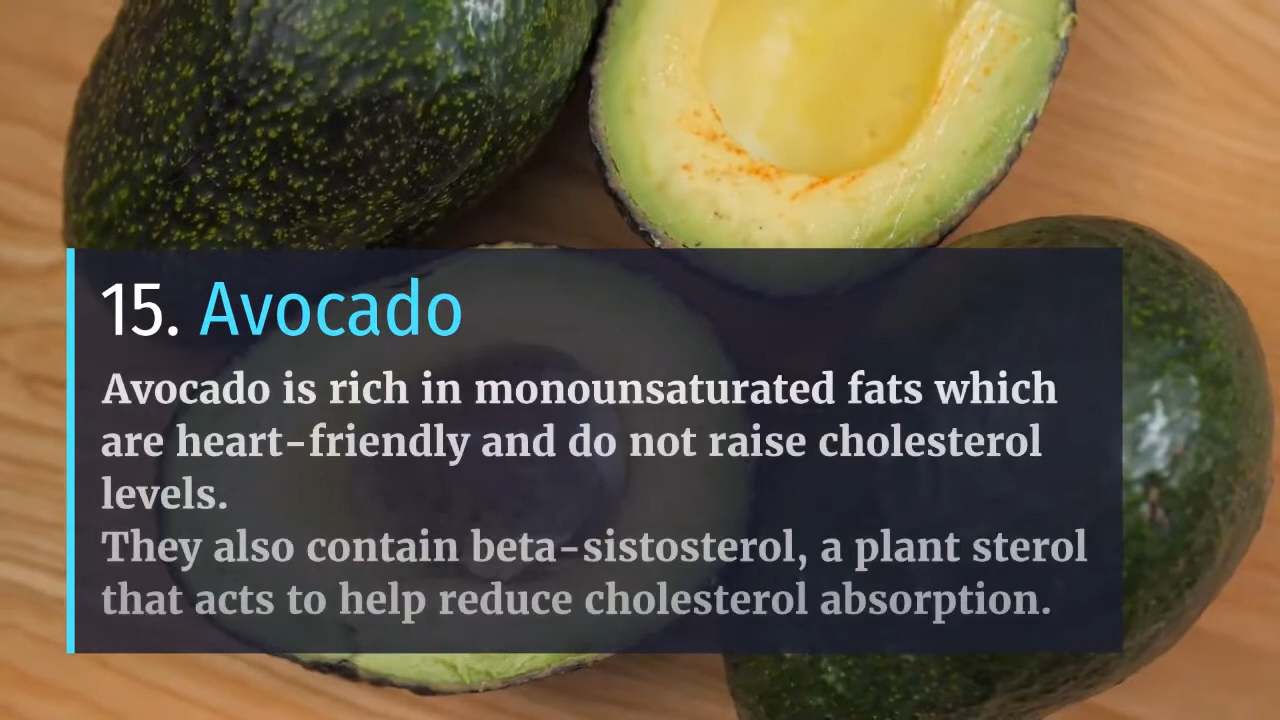 15. Avocado
Avocado is rich in monounsaturated fats which
are heart-friendly and do not raise cholesterol
levels.
They also contain beta-sistosterol, a plant sterol
that acts to help reduce cholesterol absorption.